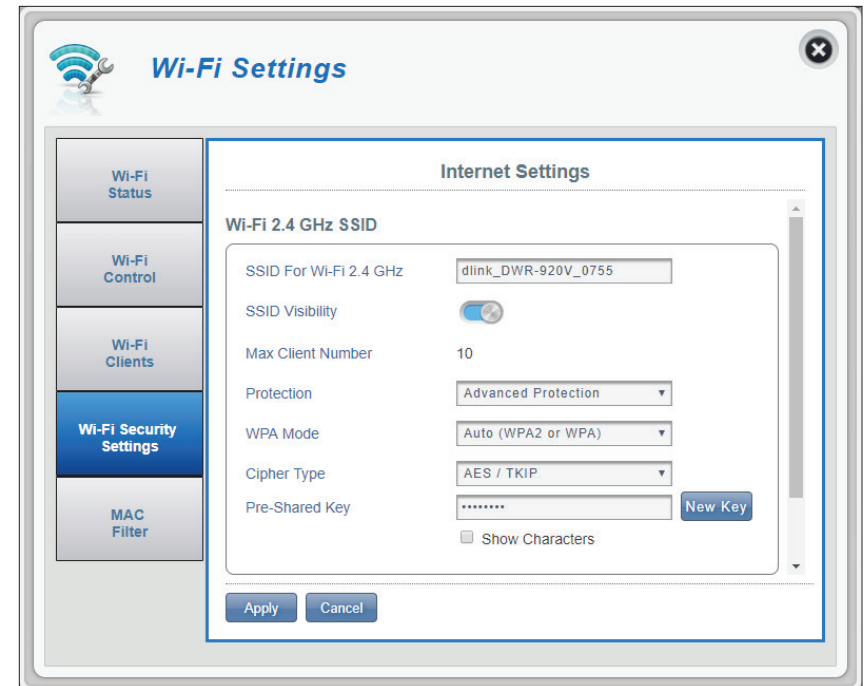 Wi-Fi Settings
Wi-Fi
Status
Wi-Fi
Control
Wi-Fi
Clients
Wi-Fi Security
Settings
MAC
Filter
Internet Settings
Wi-Fi 2.4 GHz SSID
SSID For Wi-Fi 2.4 GHz dlink_DWR-920V_0755
SSID Visibility
Max Client Number 10
Protection Advanced Protection
WPA Mode Auto (WPA2 or WPA)
Cipher Type AES / TKIP
Pre-Shared Key •••••••• New Key
Show Characters
Apply Cancel